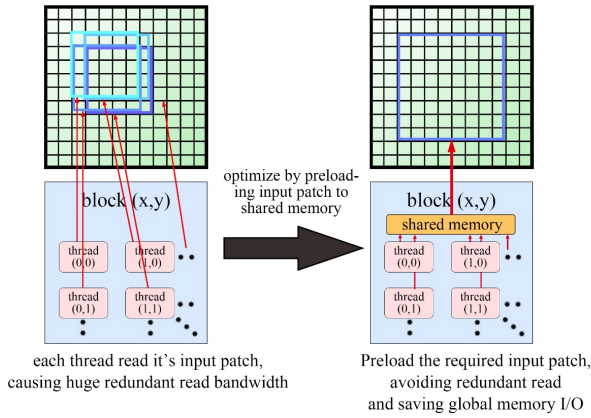 block (x,y)
thread
(0,0)
thread
(1,0)
thread
(0,1)
thread
(1,1)
each thread read it's input patch,
causing huge redundant read bandwidth
optimize by preload-
ing input patch to
shared memory
block (x,y)
shared memory
thread
(0,0)
thread
(1,0)
thread
(0,1)
thread
(1,1)
Preload the required input patch,
avoiding redundant read
and saving global memory I/O